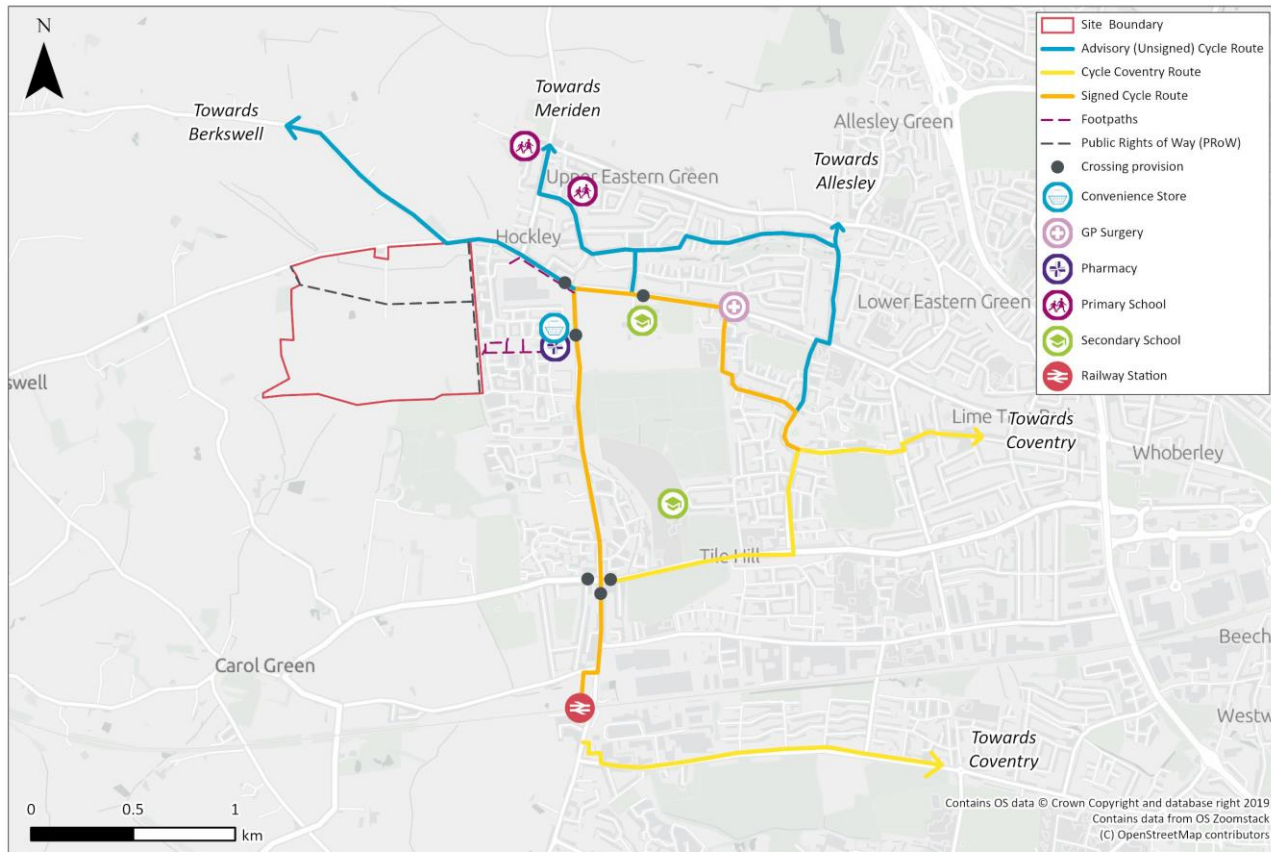 N
Towards
Berkswell
Towards
Meriden
Allesley Green
Towards
Allesley
Upper Eastern Green
Hockley
Lower Eastern Green
swell
Lime Tr
Towards
Coventry
Whoberley
Tile Hill
Carol Green
Beech
Westw
Towards
Coventry
0 0.5 1
km
Site Boundary
Advisory (Unsigned) Cycle Route
Cycle Coventry Route
Signed Cycle Route
Footpaths
Public Rights of Way (PRoW)
Crossing provision
Convenience Store
GP Surgery
Pharmacy
Primary School
Secondary School
Railway Station
Contains OS data © Crown Copyright and database right 2019
Contains data from OS Zoomstack
(C) OpenStreetMap contributors